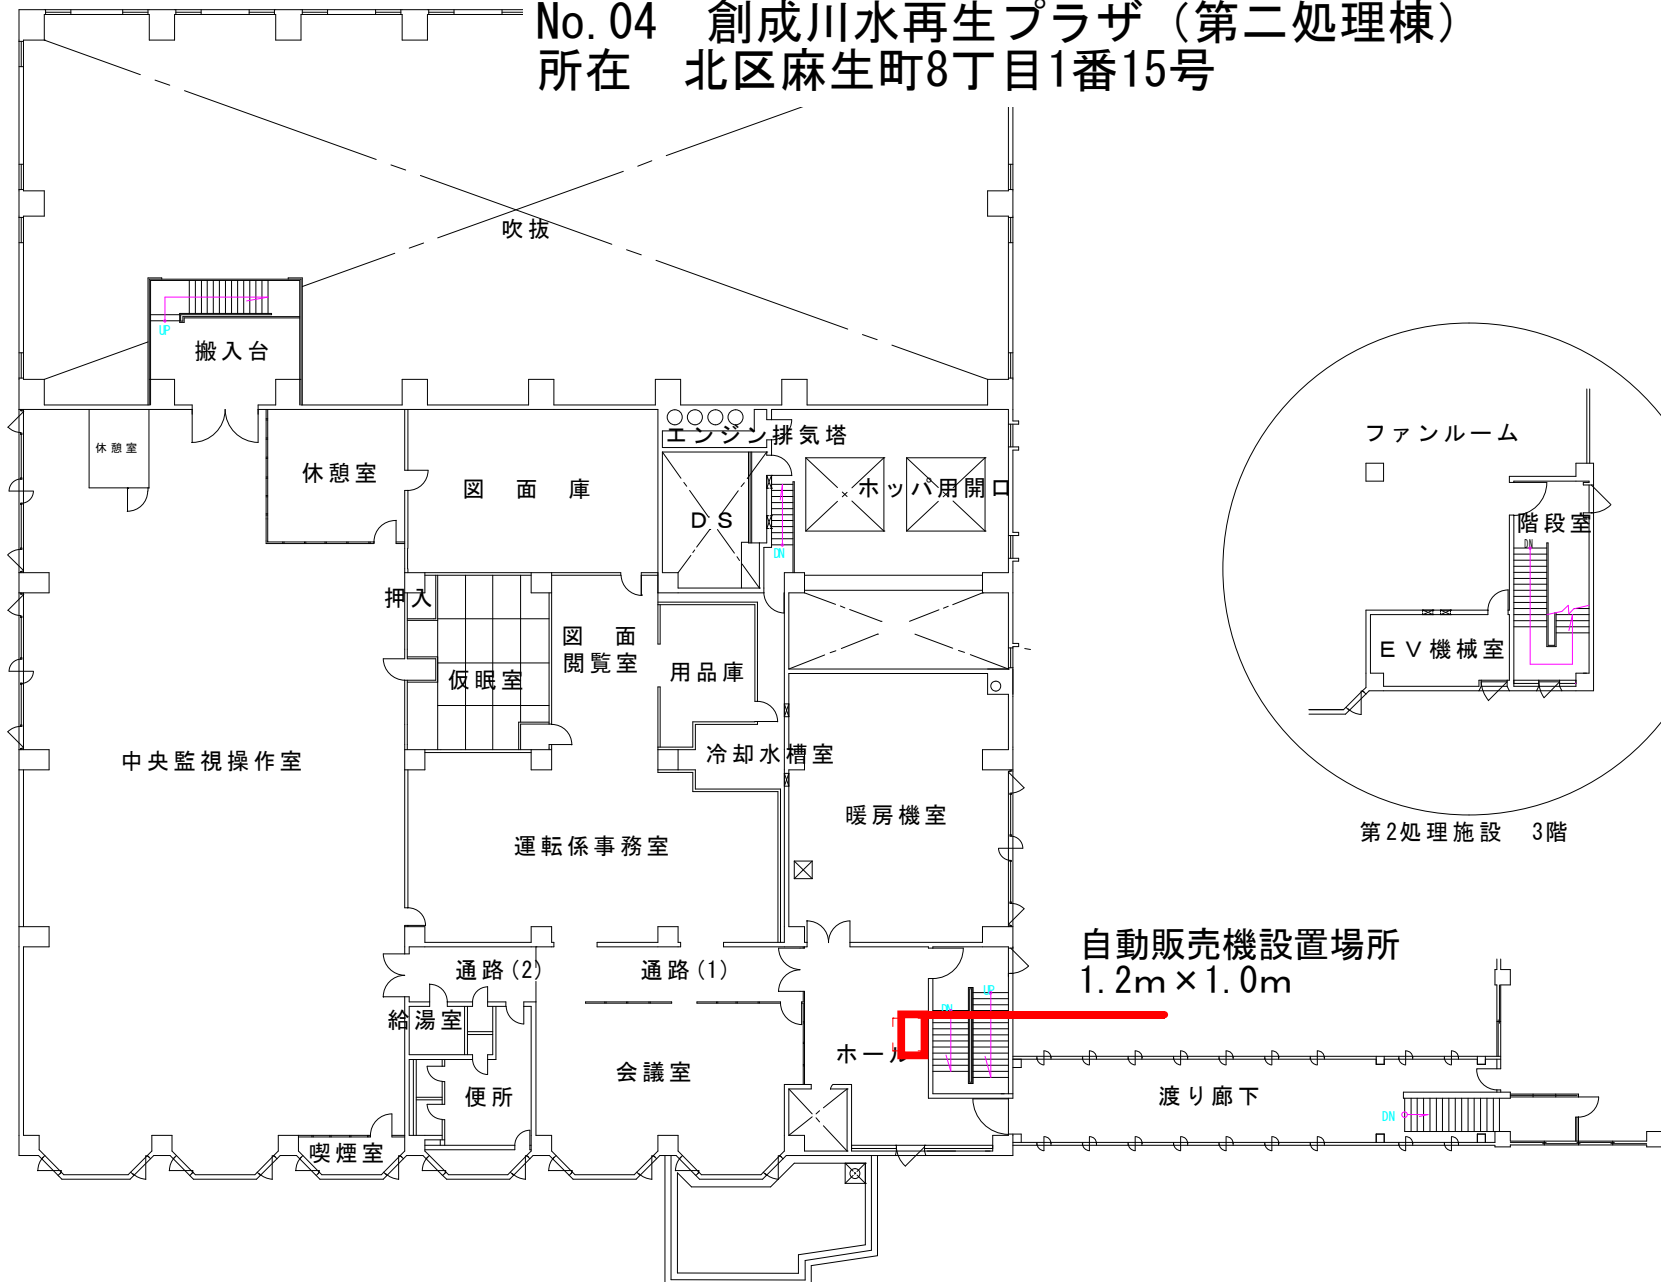 No.04　創成川水再生プラザ（第二処理棟）
所在　北区麻生町8丁目1番15号
吹抜
UP
搬入台
休憩室
休憩室
図　面　庫
エンジン排気塔
ＤＳ
DN
ホッパ用開口
ファンルーム
階段室
DN
ＥＶ機械室
第2処理施設　3階
押入
仮眠室
図　面
閲覧室
用品庫
冷却水槽室
中央監視操作室
運転係事務室
暖房機室
自動販売機設置場所
1.2m×1.0m
通路(2)
通路(1)
給湯室
DN
UP
ホール
会議室
便所
喫煙室
渡り廊下
DN